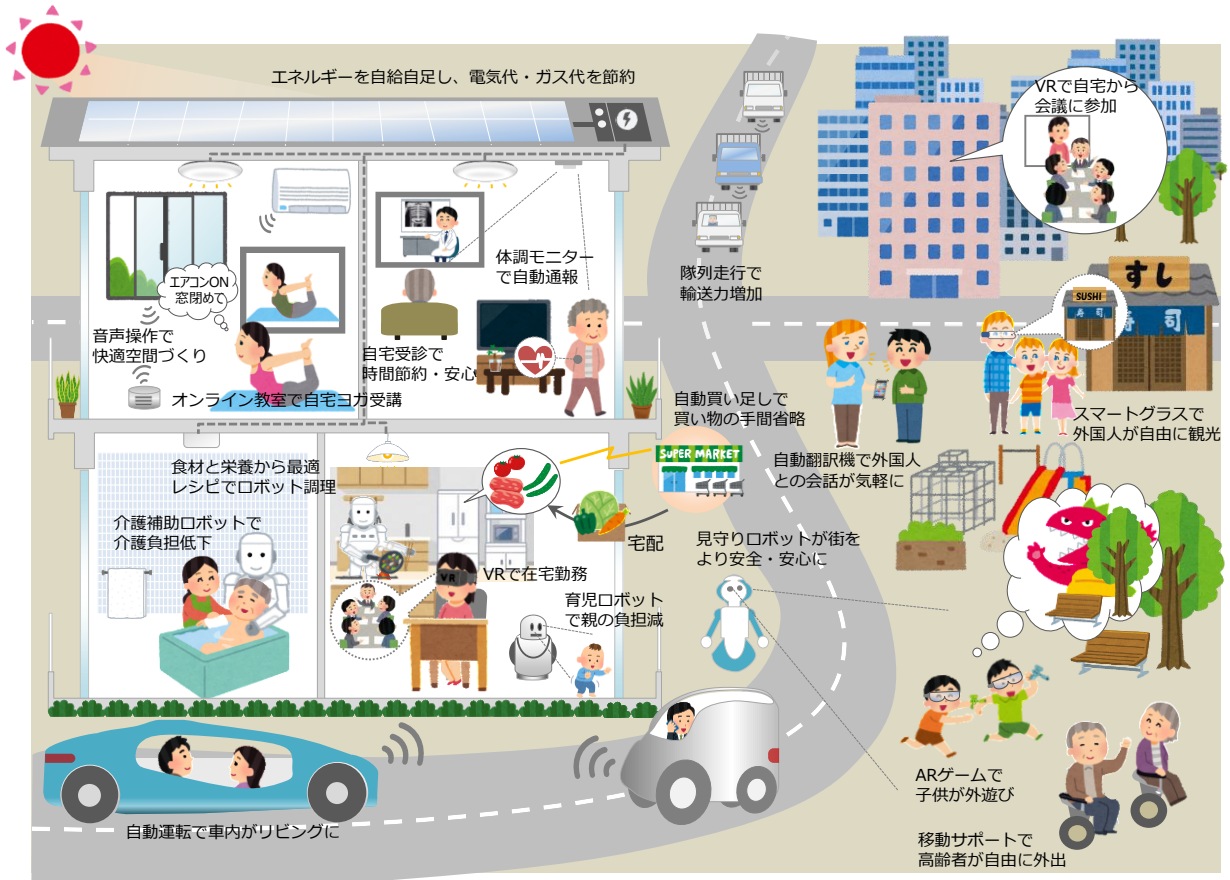 エネルギーを自給自足し、電気代・ガス代を節約
VRで自宅から
会議に参加
エアコンON
窓閉めて
音声操作で
快適空間づくり
オンライン教室で自宅ヨガ受講
体調モニター
で自動通報
自宅受診で
時間節約・安心
隊列走行で
輸送力増加
すし
寿司
SUSHI
寿司
スマートグラスで
外国人が自由に観光
自動翻訳機で外国人
との会話が気軽に
自動買い足しで
買い物の手間省略
SUPER MARKET
宅配
食材と栄養から最適
レシピでロボット調理
介護補助ロボットで
介護負担低下
VR
VRで在宅勤務
育児ロボット
で親の負担減
見守りロボットが街を
より安全・安心に
ARゲームで
子供が外遊び
移動サポートで
高齢者が自由に外出
自動運転で車内がリビングに